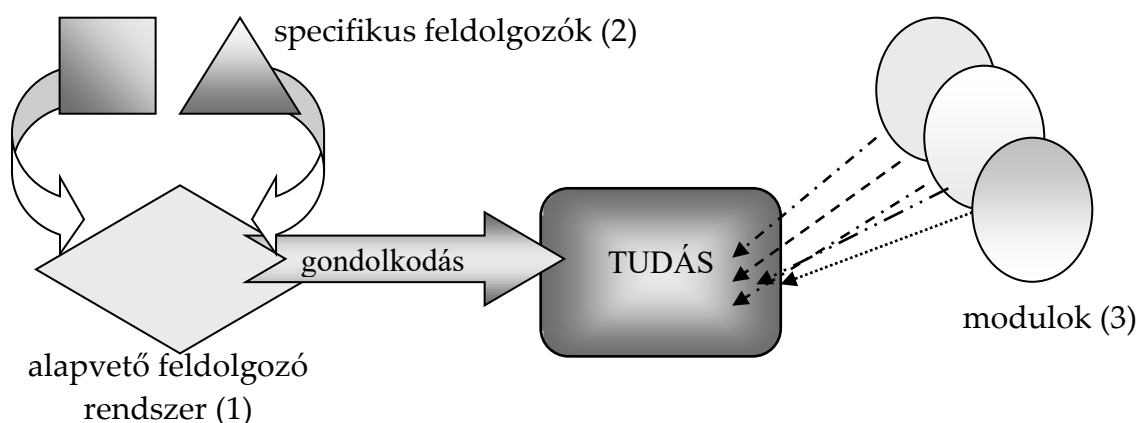 specifikus feldolgozók (2)
gondolkodás
TUDÁS
modulok (3)
alapvető feldolgozó
rendszer (1)